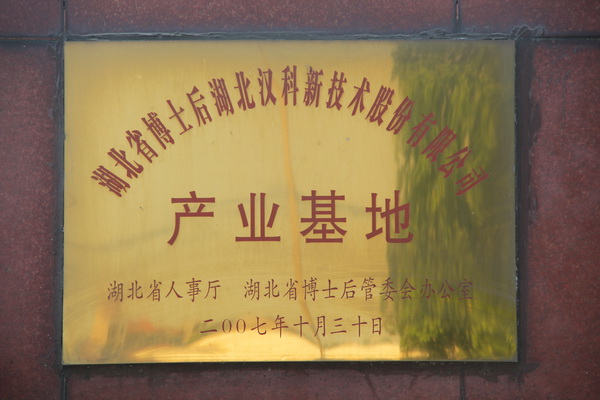 湖北省博士后湖北汉科新技术股份有限公司
产业基地
湖北省人事厅 湖北省博士后管委会办公室
二〇〇七年十月三十日